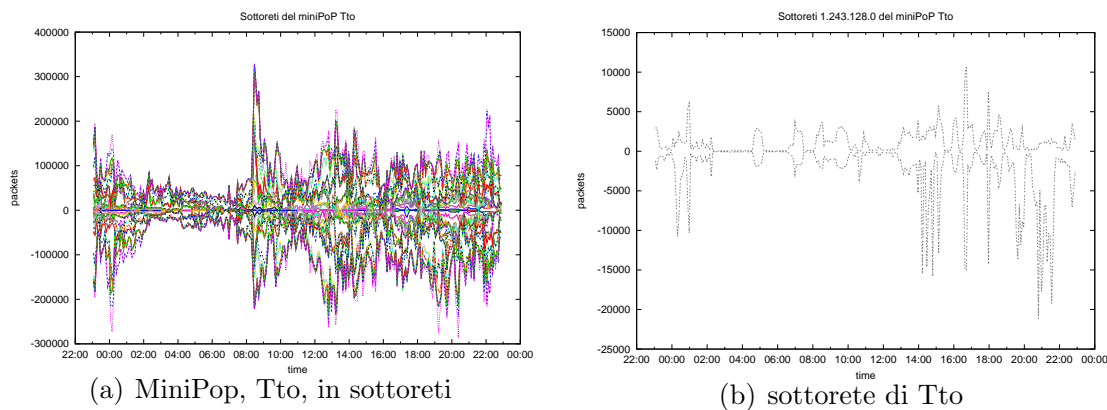 Sottoreti del miniPoP Tto
400000
300000
200000
100000
0
-100000
-200000
-300000
packets
22:00 00:00 02:00 04:00 06:00 08:00 10:00 12:00 14:00 16:00 18:00 20:00 22:00 00:00
time
(a) MiniPop, Tto, in sottoreti
Sottoreti 1.243.128.0 del miniPoP Tto
15000
10000
5000
0
-5000
-10000
-15000
-20000
-25000
packets
22:00 00:00 02:00 04:00 06:00 08:00 10:00 12:00 14:00 16:00 18:00 20:00 22:00 00:00
time
(b) sottorete di Tto